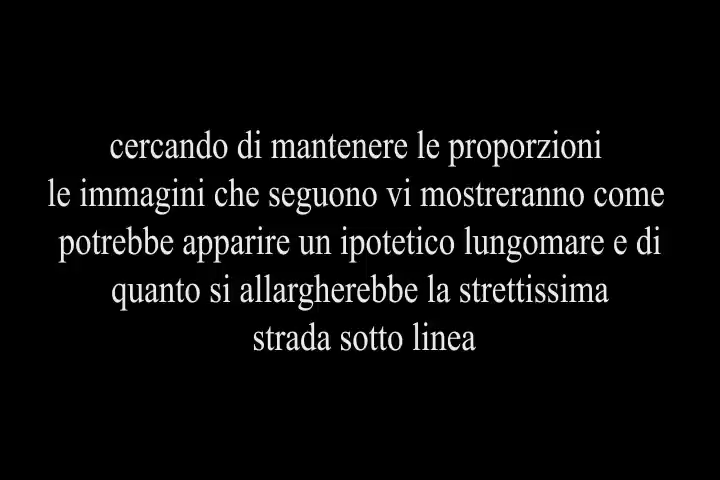 cercando di mantenere le proporzioni
le immagini che seguono vi mostreranno come
potrebbe apparire un ipotetico lungomare e di
quanto si allargherebbe la strettissima
strada sotto linea